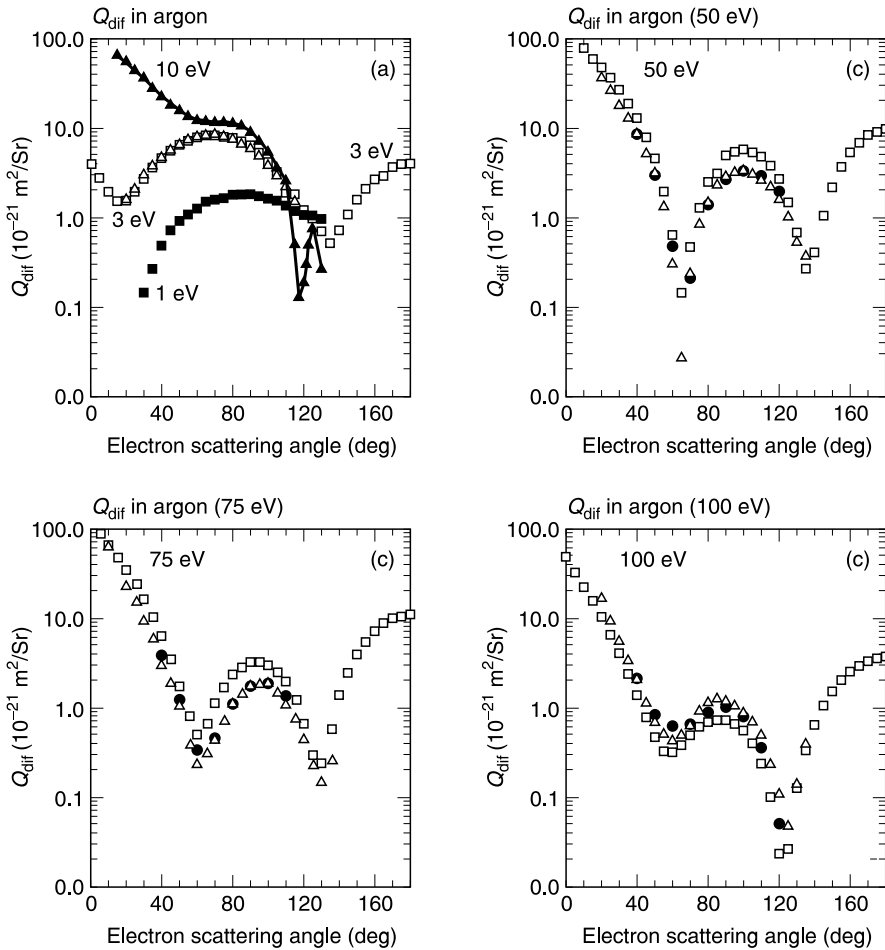 Q_dif in argon
100.0
10.0
1.0
0.1
0.0
Q_dif (10⁻²¹ m²/Sr)
10 eV
(a)
3 eV
3 eV
1 eV
0 40 80 120 160
Electron scattering angle (deg)
Q_dif in argon (50 eV)
100.0
10.0
1.0
0.1
0.0
Q_dif (10⁻²¹ m²/Sr)
50 eV
(c)
0 40 80 120 160
Electron scattering angle (deg)
Q_dif in argon (75 eV)
100.0
10.0
1.0
0.1
0.0
Q_dif (10⁻²¹ m²/Sr)
75 eV
(c)
0 40 80 120 160
Electron scattering angle (deg)
Q_dif in argon (100 eV)
100.0
10.0
1.0
0.1
0.0
Q_dif (10⁻²¹ m²/Sr)
100 eV
(c)
0 40 80 120 160
Electron scattering angle (deg)